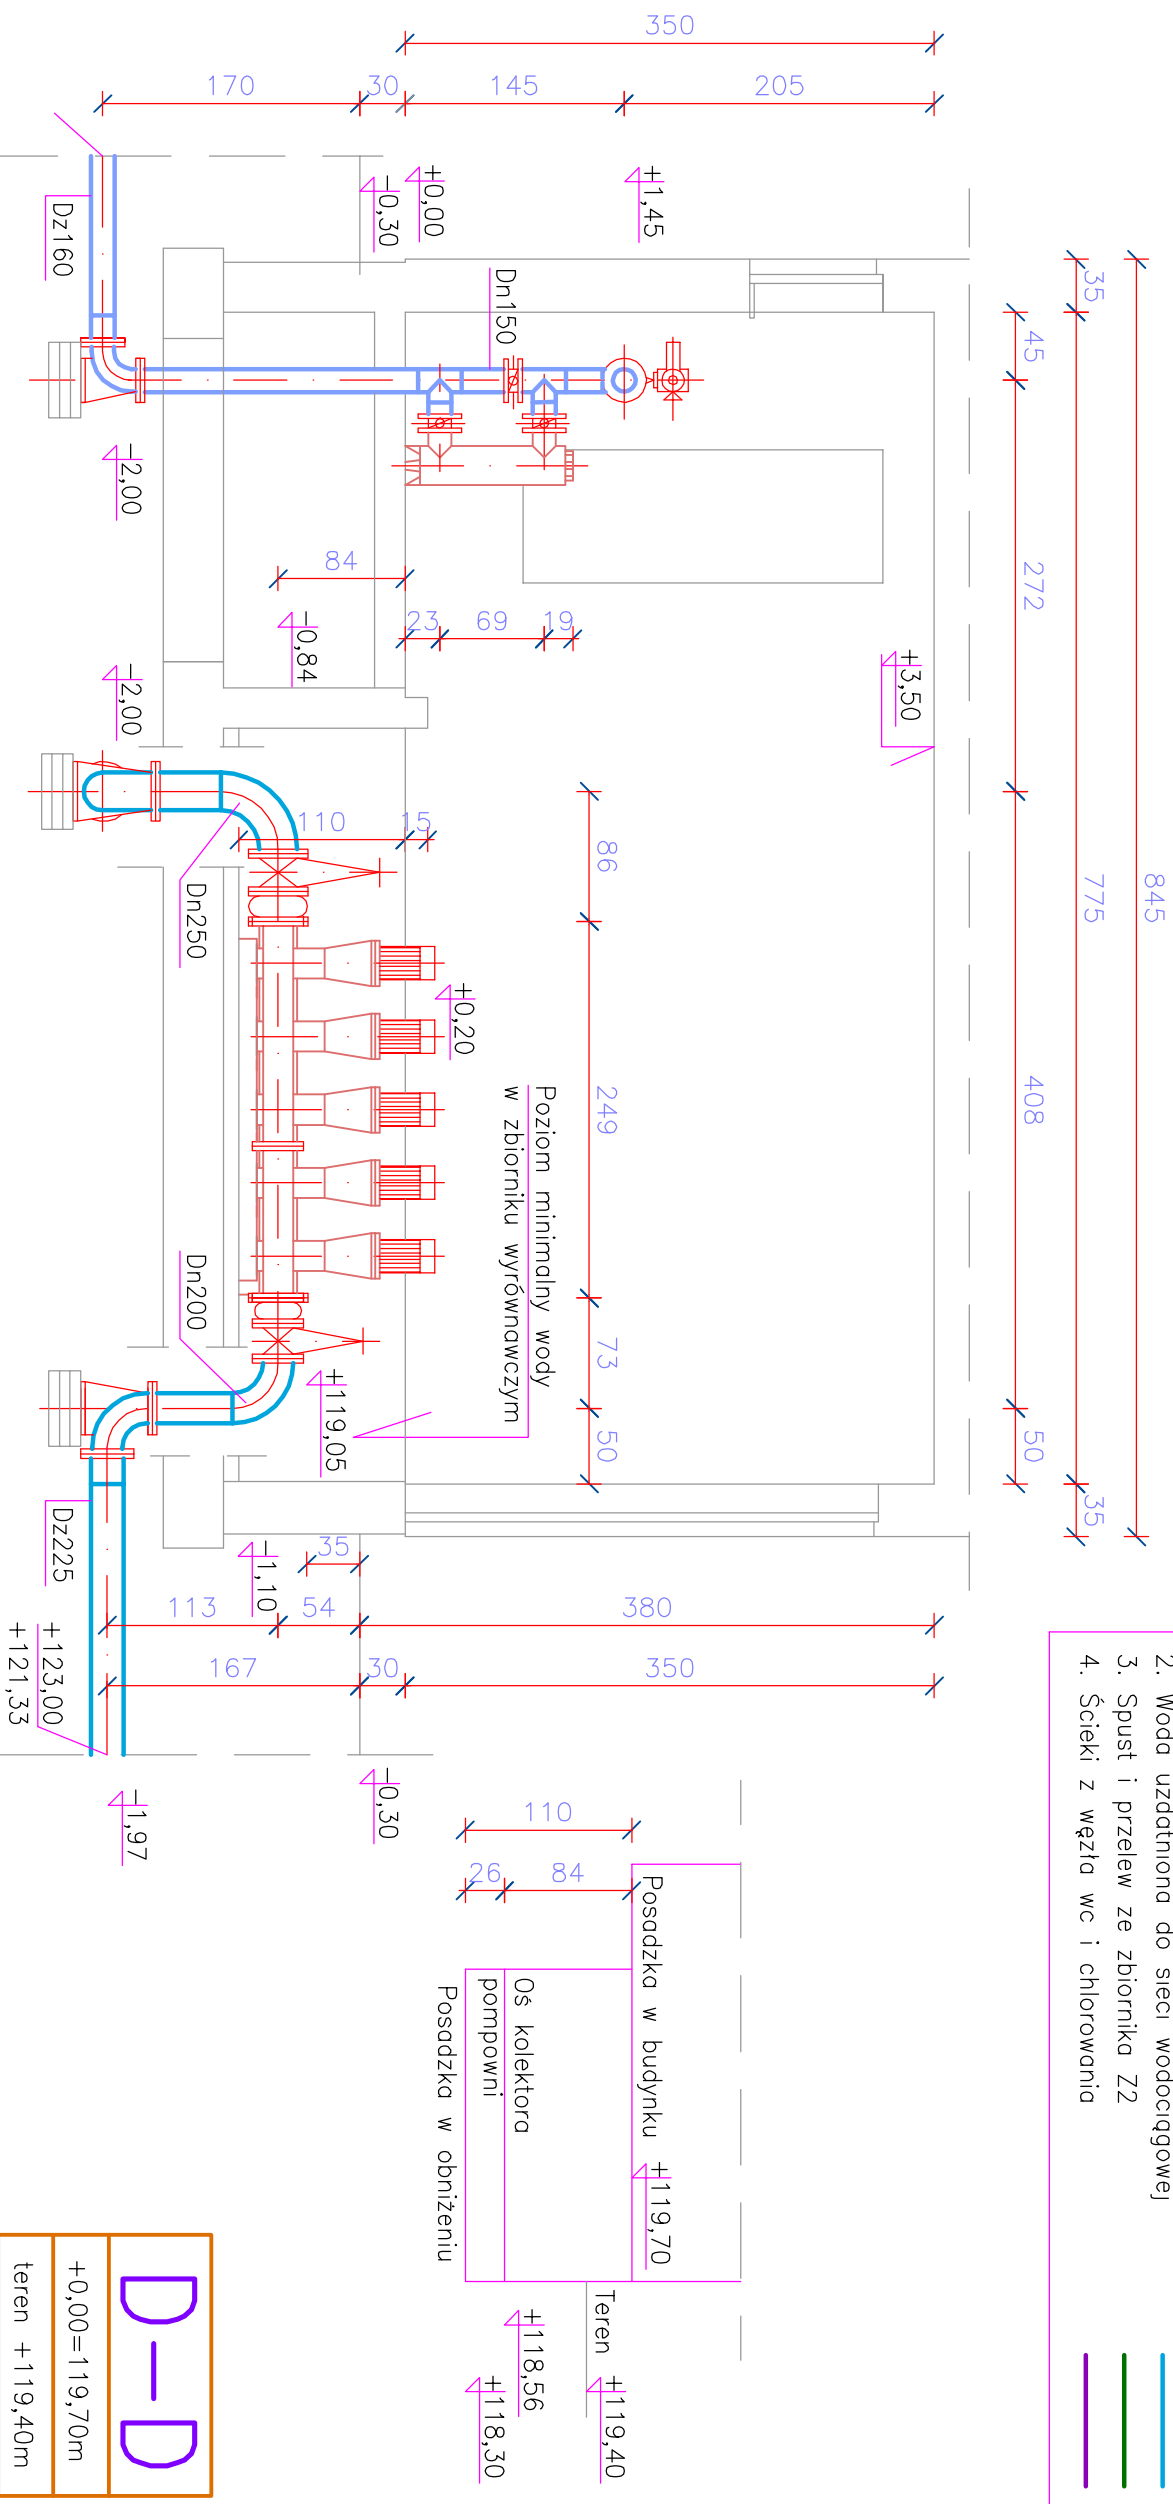 350
170
30
145
205
+0,00
-0,30
+1,45
Dz160
Dn150
35
45
845
775
272
408
50
35
-2,00
-2,00
84
-0,84
23
69
19
+3,50
110
15
86
249
73
50
Dn250
+0,20
Poziom minimalny wody
w zbiorniku wyrównawczym
Dn200
+119,05
Dz225
-1,10
35
113
54
380
167
30
350
+123,00
+121,33
-1,97
-0,30
2. Woda uzdatniona do sieci wodociągowej
3. Spust i przelew ze zbiornika Z2
4. Ścieki z węzła wc i chlorowania
110
26
84
Posadzka w budynku
+119,70
Oś kolektora
pompowni
Posadzka w obniżeniu
Teren
+119,40
+118,56
+118,30
D-D
+0,00=119,70m
teren +119,40m